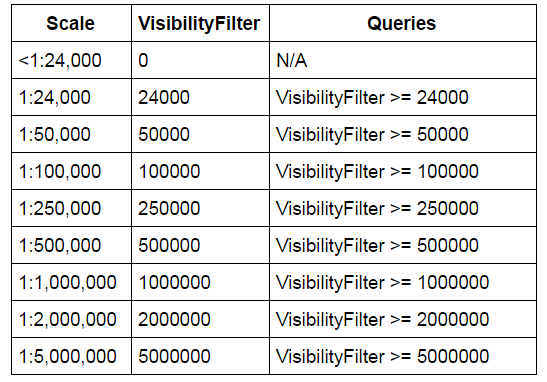 Scale VisibilityFilter Queries
<1:24,000 0 N/A
1:24,000 24000 VisibilityFilter >= 24000
1:50,000 50000 VisibilityFilter >= 50000
1:100,000 100000 VisibilityFilter >= 100000
1:250,000 250000 VisibilityFilter >= 250000
1:500,000 500000 VisibilityFilter >= 500000
1:1,000,000 1000000 VisibilityFilter >= 1000000
1:2,000,000 2000000 VisibilityFilter >= 2000000
1:5,000,000 5000000 VisibilityFilter >= 5000000